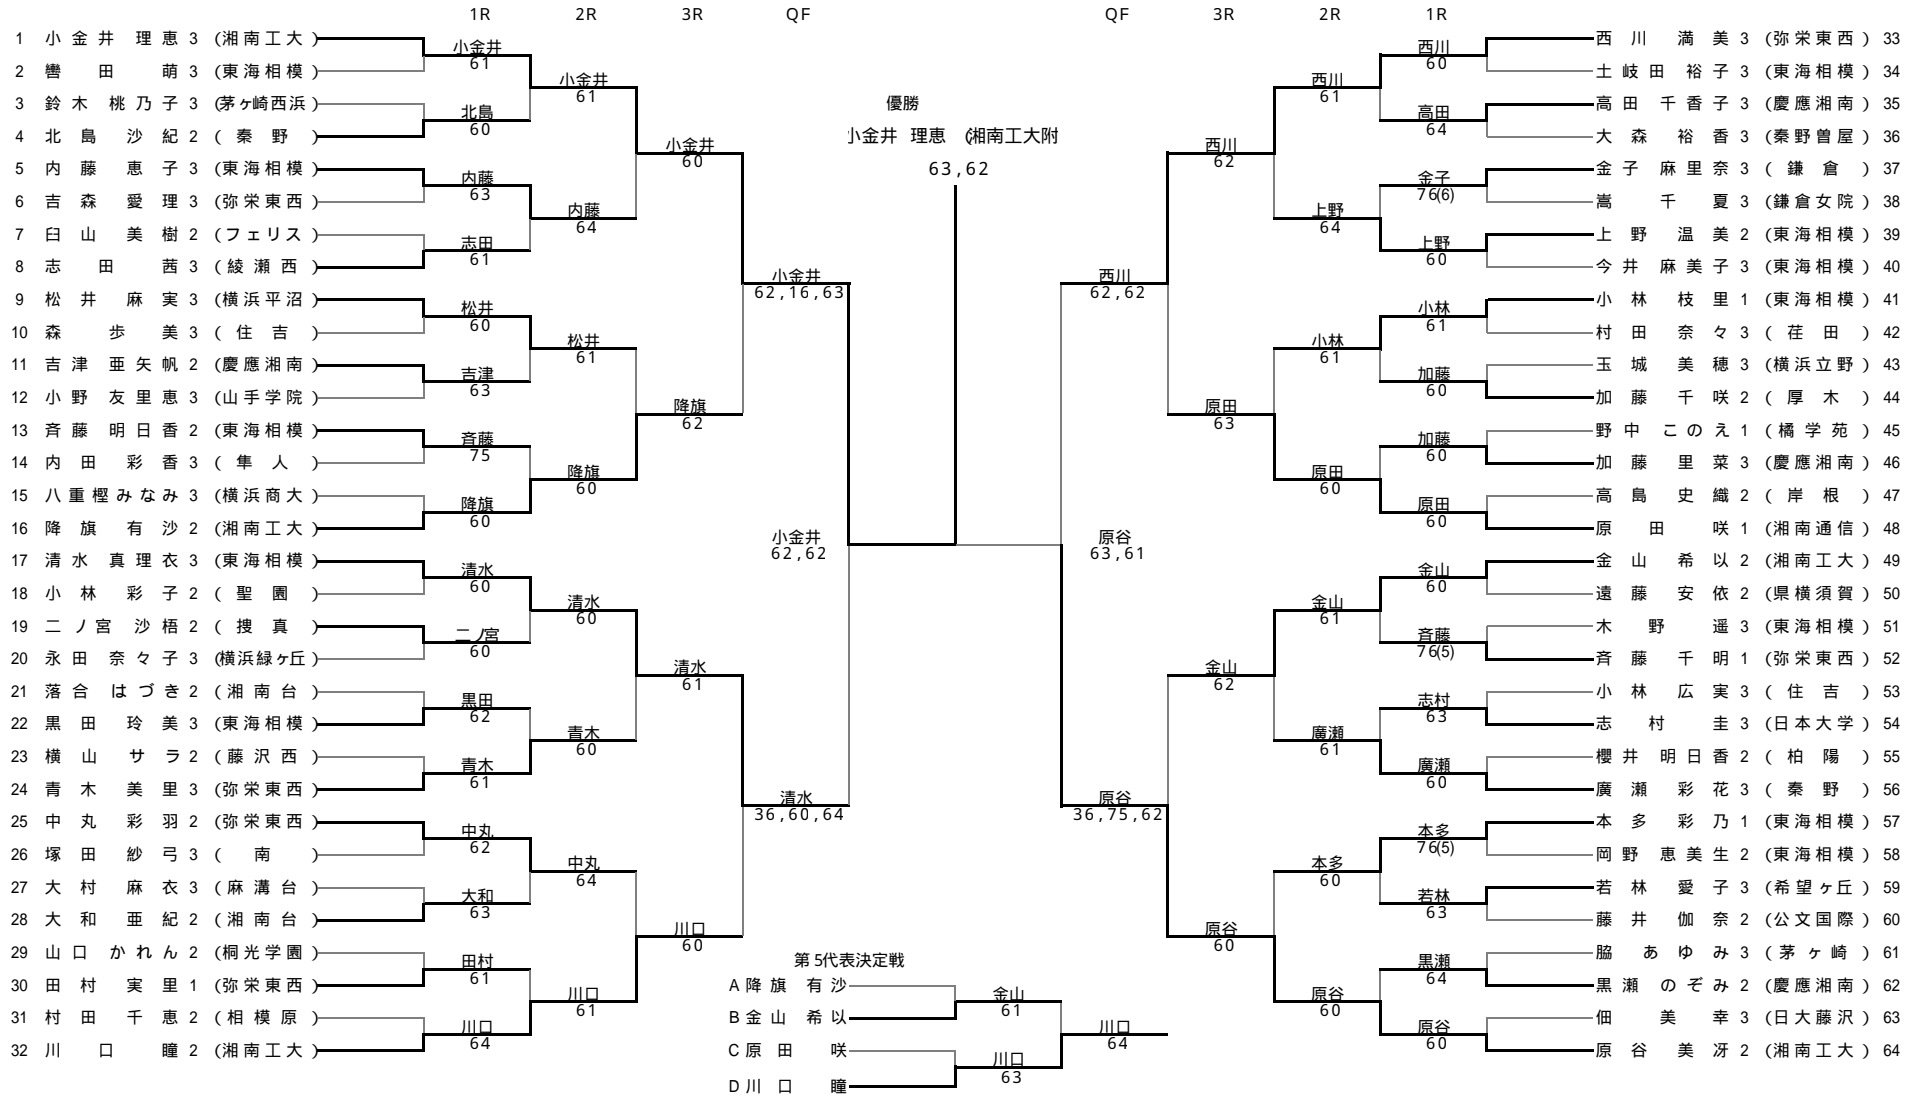 1R 2R 3R QF QF 3R 2R 1R
1 小金井 理恵 3 (湘南工大)
2 轡田 萌 3 (東海相模)
3 鈴木 桃乃子 3 (茅ヶ崎西浜)
4 北島 沙紀 2 (秦野)
5 内藤 恵子 3 (東海相模)
6 吉森 愛理 3 (弥栄東西)
7 臼山 美樹 2 (フェリス)
8 志田 茜 3 (綾瀬西)
9 松井 麻実 3 (横浜平沼)
10 森 歩美 3 (住吉)
11 吉津 亜矢帆 2 (慶應湘南)
12 小野 友里恵 3 (山手学院)
13 斉藤 明日香 2 (東海相模)
14 内田 彩香 3 (隼人)
15 八重樫みなみ 3 (横浜商大)
16 降旗 有沙 2 (湘南工大)
17 清水 真理衣 3 (東海相模)
18 小林 彩子 2 (聖園)
19 二ノ宮 沙梧 2 (捜真)
20 永田 奈々子 3 (横浜緑ヶ丘)
21 落合 はづき 2 (湘南台)
22 黒田 玲美 3 (東海相模)
23 横山 サラ 2 (藤沢西)
24 青木 美里 3 (弥栄東西)
25 中丸 彩羽 2 (弥栄東西)
26 塚田 紗弓 3 (南)
27 大村 麻衣 3 (麻溝台)
28 大和 亜紀 2 (湘南台)
29 山口 かれん 2 (桐光学園)
30 田村 実里 1 (弥栄東西)
31 村田 千恵 2 (相模原)
32 川口 瞳 2 (湘南工大)
小金井
61
北島
60
内藤
63
志田
61
松井
60
吉津
63
斉藤
75
降旗
60
清水
60
二ノ宮
60
黒田
62
青木
61
中丸
62
大和
63
田村
61
川口
64
小金井
61
内藤
64
松井
61
降旗
60
清水
60
青木
60
中丸
64
川口
61
小金井
60
降旗
62
清水
61
川口
60
小金井
62,16,63
清水
36,60,64
小金井
62,62
優勝
小金井 理恵 (湘南工大附
63,62
原谷
63,61
西川
62,62
原谷
36,75,62
西川
62
原田
63
金山
62
原谷
60
西川
61
上野
64
小林
61
原田
60
金山
61
廣瀬
61
本多
60
原谷
60
西川
60
高田
64
金子
76(6)
上野
60
小林
61
加藤
60
加藤
60
原田
60
金山
60
斉藤
76(5)
志村
63
廣瀬
60
本多
76(5)
若林
63
黒瀬
64
原谷
60
西川 満美 3 (弥栄東西) 33
土岐田 裕子 3 (東海相模) 34
高田 千香子 3 (慶應湘南) 35
大森 裕香 3 (秦野曽屋) 36
金子 麻里奈 3 (鎌倉) 37
嵩 千夏 3 (鎌倉女院) 38
上野 温美 2 (東海相模) 39
今井 麻美子 3 (東海相模) 40
小林 枝里 1 (東海相模) 41
村田 奈々 3 (荏田) 42
玉城 美穂 3 (横浜立野) 43
加藤 千咲 2 (厚木) 44
野中 このえ 1 (橘学苑) 45
加藤 里菜 3 (慶應湘南) 46
高島 史織 2 (岸根) 47
原田 咲 1 (湘南通信) 48
金山 希以 2 (湘南工大) 49
遠藤 安依 2 (県横須賀) 50
木野 遥 3 (東海相模) 51
斉藤 千明 1 (弥栄東西) 52
小林 広実 3 (住吉) 53
志村 圭 3 (日本大学) 54
櫻井 明日香 2 (柏陽) 55
廣瀬 彩花 3 (秦野) 56
本多 彩乃 1 (東海相模) 57
岡野 恵美生 2 (東海相模) 58
若林 愛子 3 (希望ヶ丘) 59
藤井 伽奈 2 (公文国際) 60
脇 あゆみ 3 (茅ヶ崎) 61
黒瀬 のぞみ 2 (慶應湘南) 62
佃 美幸 3 (日大藤沢) 63
原谷 美冴 2 (湘南工大) 64
第5代表決定戦
A 降旗 有沙
B 金山 希以
C 原田 咲
D 川口 瞳
金山
61
川口
63
川口
64